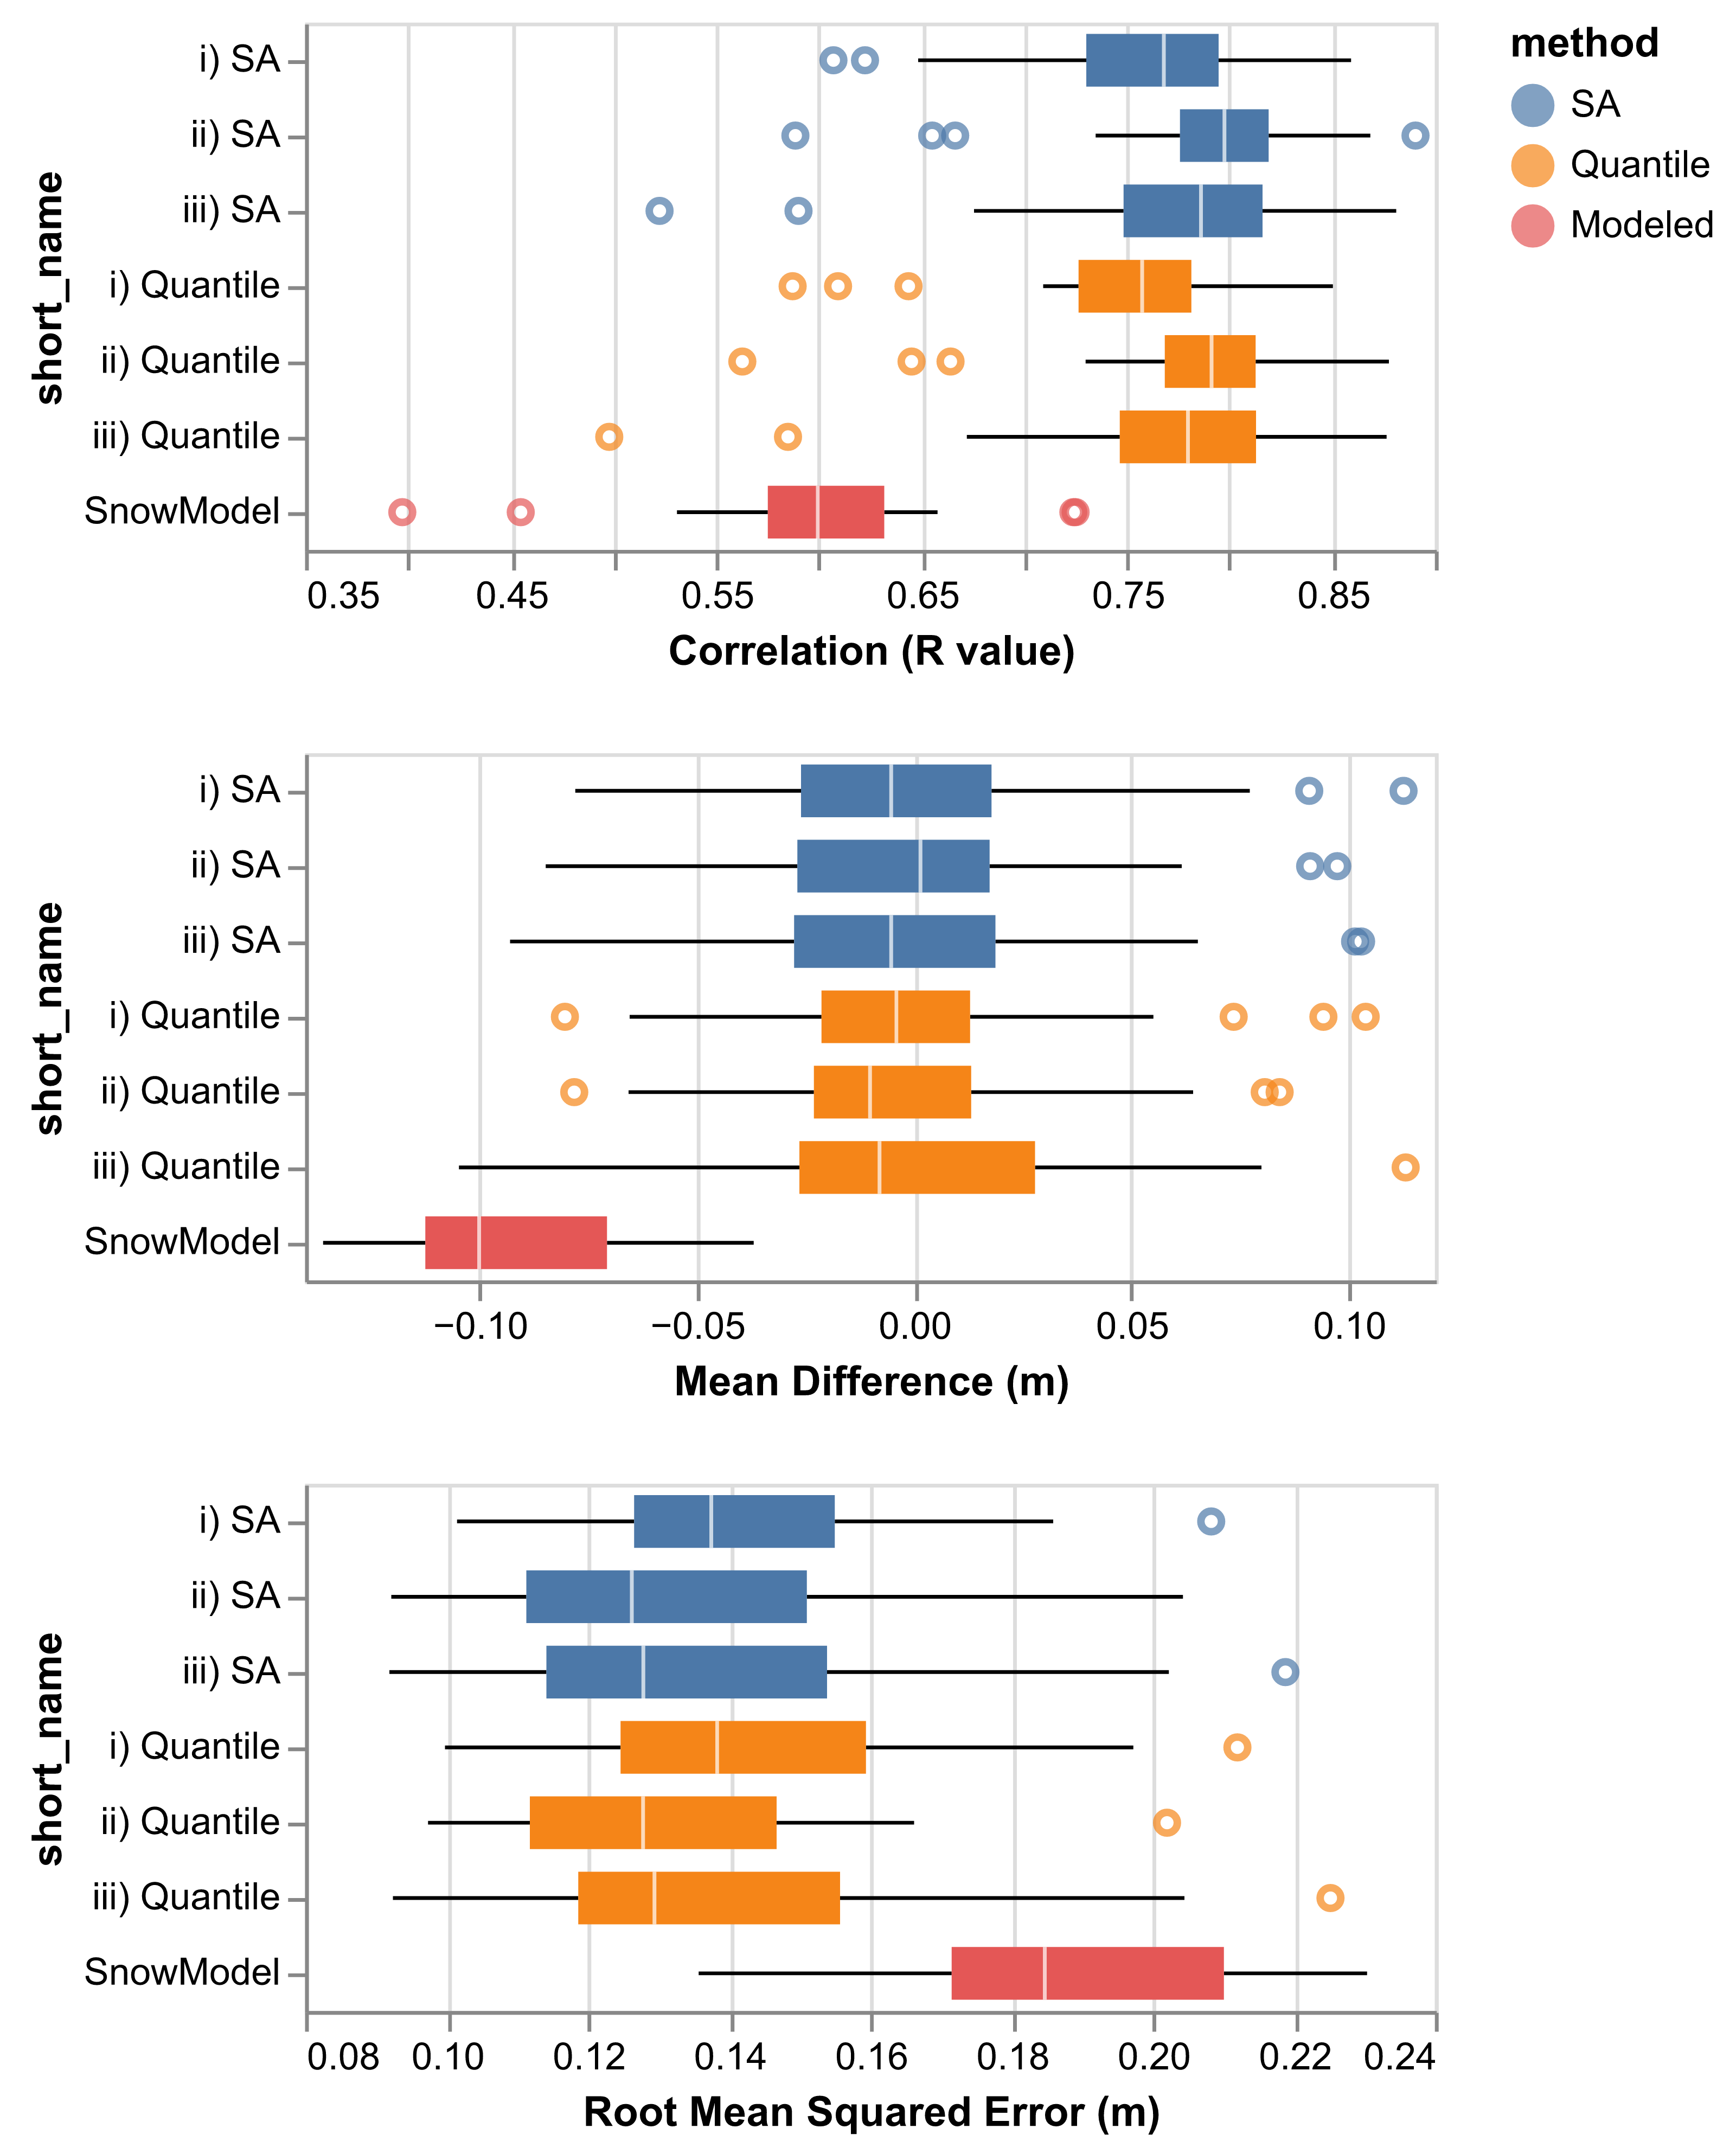 method
SA
Quantile
Modeled
short_name
i) SA
ii) SA
iii) SA
i) Quantile
ii) Quantile
iii) Quantile
SnowModel
0.35 0.45 0.55 0.65 0.75 0.85
Correlation (R value)
short_name
i) SA
ii) SA
iii) SA
i) Quantile
ii) Quantile
iii) Quantile
SnowModel
−0.10 −0.05 0.00 0.05 0.10
Mean Difference (m)
short_name
i) SA
ii) SA
iii) SA
i) Quantile
ii) Quantile
iii) Quantile
SnowModel
0.08 0.10 0.12 0.14 0.16 0.18 0.20 0.22 0.24
Root Mean Squared Error (m)